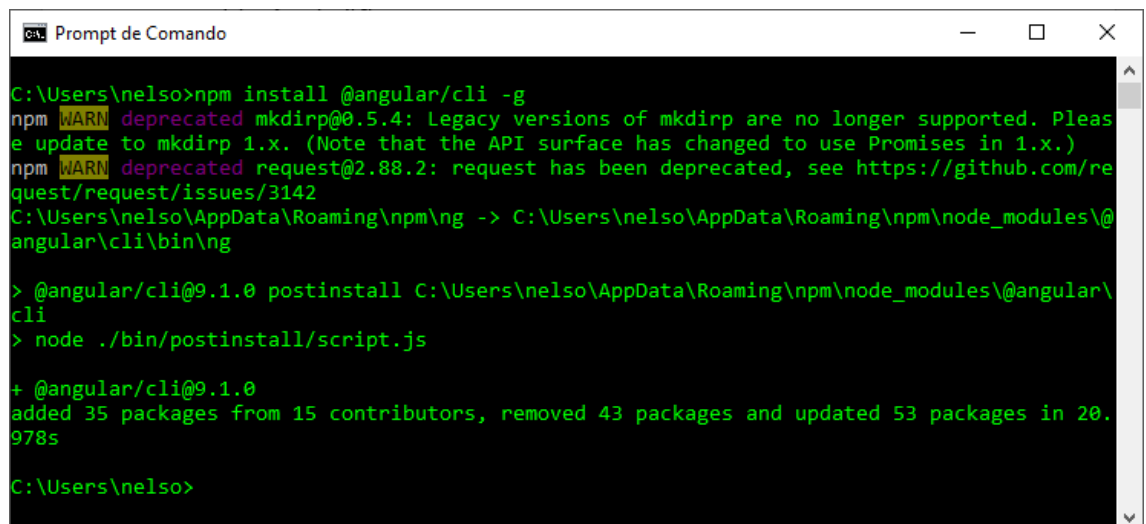 Prompt de Comando
C:\Users\nelso>npm install @angular/cli -g
npm WARN deprecated mkdirp@0.5.4: Legacy versions of mkdirp are no longer supported. Pleas
e update to mkdirp 1.x. (Note that the API surface has changed to use Promises in 1.x.)
npm WARN deprecated request@2.88.2: request has been deprecated, see https://github.com/re
quest/request/issues/3142
C:\Users\nelso\AppData\Roaming\npm\ng -> C:\Users\nelso\AppData\Roaming\npm\node_modules\@
angular\cli\bin\ng
> @angular/cli@9.1.0 postinstall C:\Users\nelso\AppData\Roaming\npm\node_modules\@angular\
cli
> node ./bin/postinstall/script.js
+ @angular/cli@9.1.0
added 35 packages from 15 contributors, removed 43 packages and updated 53 packages in 20.
978s
C:\Users\nelso>